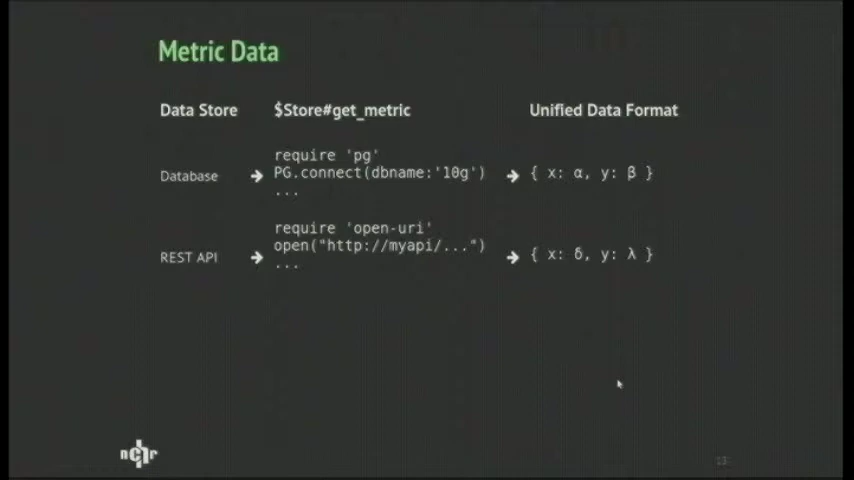 Metric Data
Data Store $Store#get_metric Unified Data Format
require 'pg'
Database → PG.connect(dbname:'10g') → { x: α, y: β }
...
require 'open-uri'
open("http://myapi/...") → { x: δ, y: λ }
REST API →
...
13